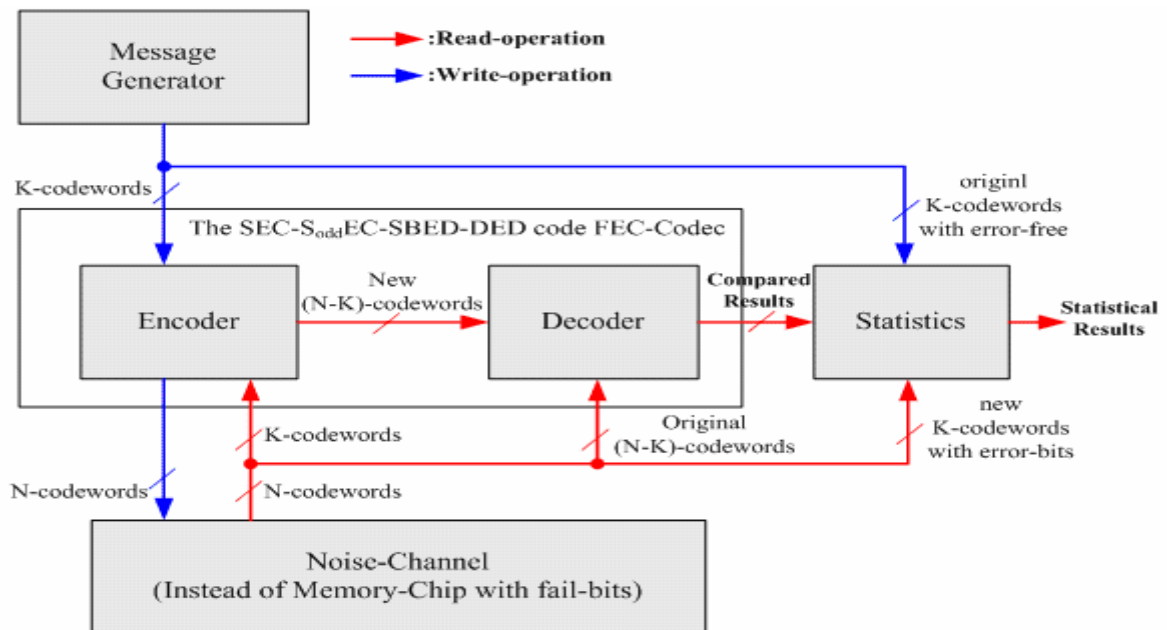 Message
Generator
:Read-operation
:Write-operation
K-codewords
originl
K-codewords
with error-free
The SEC-SoddEC-SBED-DED code FEC-Codec
Encoder
New
(N-K)-codewords
Decoder
Compared
Results
Statistics
Statistical
Results
K-codewords
Original
(N-K)-codewords
new
K-codewords
with error-bits
N-codewords
N-codewords
Noise-Channel
(Instead of Memory-Chip with fail-bits)